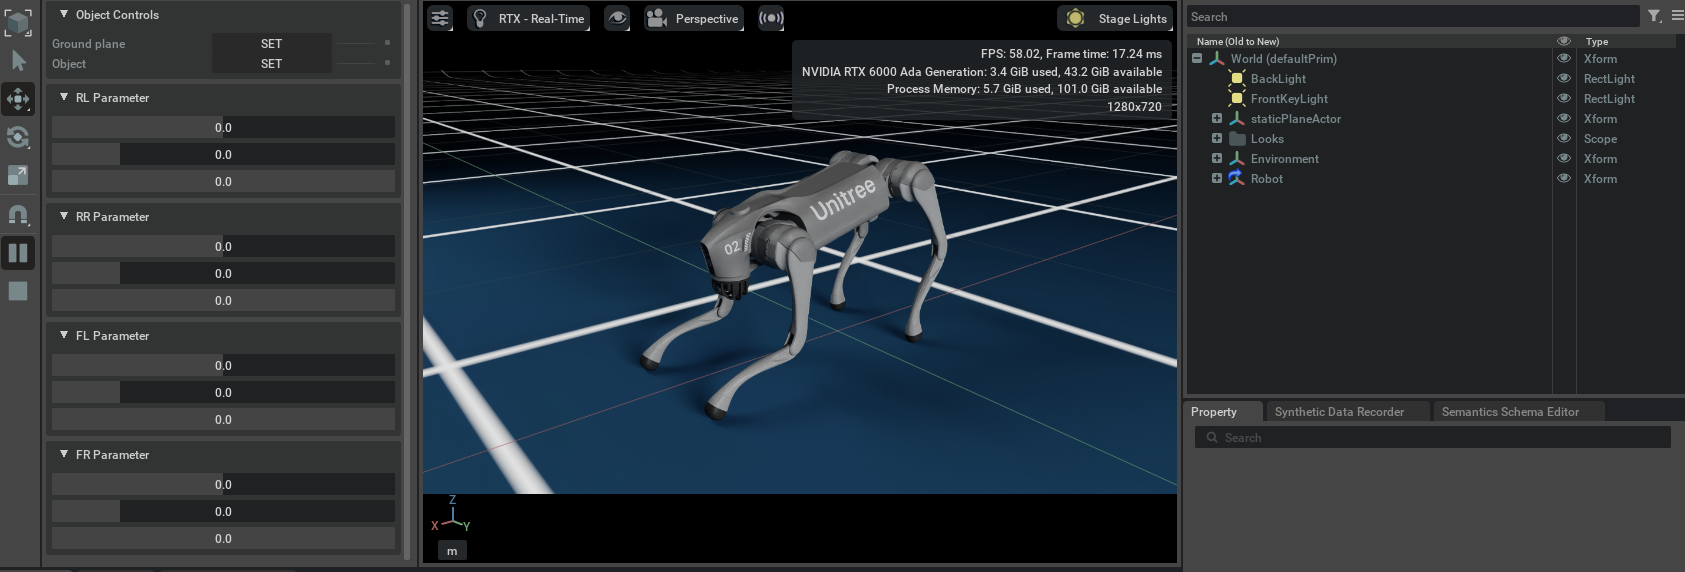 Object Controls
Ground plane SET
Object SET
RL Parameter
0.0
0.0
0.0
RR Parameter
0.0
0.0
0.0
FL Parameter
0.0
0.0
0.0
FR Parameter
0.0
0.0
0.0
RTX - Real-Time Perspective Stage Lights
FPS: 58.02, Frame time: 17.24 ms
NVIDIA RTX 6000 Ada Generation: 3.4 GiB used, 43.2 GiB available
Process Memory: 5.7 GiB used, 101.0 GiB available
1280x720
Unitree
02
Z
X Y
m
Search
Name (Old to New) Type
World (defaultPrim) Xform
BackLight RectLight
FrontKeyLight RectLight
staticPlaneActor Xform
Looks Scope
Environment Xform
Robot Xform
Property Synthetic Data Recorder Semantics Schema Editor
Search